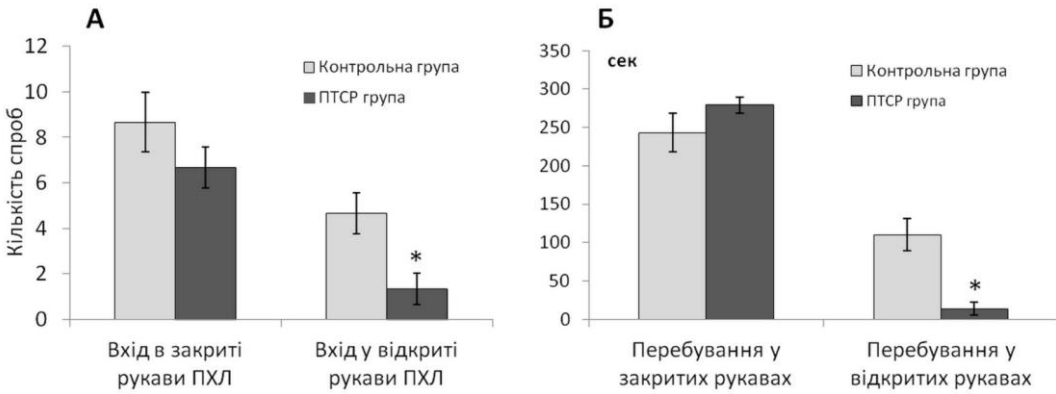 А
Кількість спроб
12
10
8
6
4
2
0
Контрольна група
ПТСР група
*
Вхід в закриті
рукави ПХЛ
Вхід у відкриті
рукави ПХЛ
Б
сек
350
300
250
200
150
100
50
0
Контрольна група
ПТСР група
*
Перебування у
закритих рукавах
Перебування у
відкритих рукавах